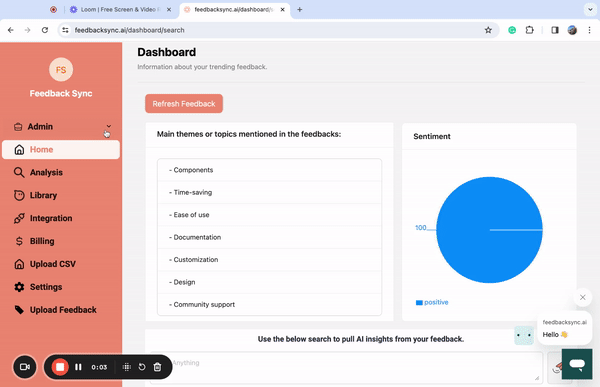 Loom | Free Screen & Video R
feedbacksync.ai/dashboard/s
feedbacksync.ai/dashboard/search
FS
Feedback Sync
Admin
Home
Analysis
Library
Integration
Billing
Upload CSV
Settings
Upload Feedback
Dashboard
Information about your trending feedback.
Refresh Feedback
Main themes or topics mentioned in the feedbacks:
- Components
- Time-saving
- Ease of use
- Documentation
- Customization
- Design
- Community support
Sentiment
100
positive
Use the below search to pull AI insights from your feedback.
Anything
feedbacksync.ai
Hello 👋
0:03